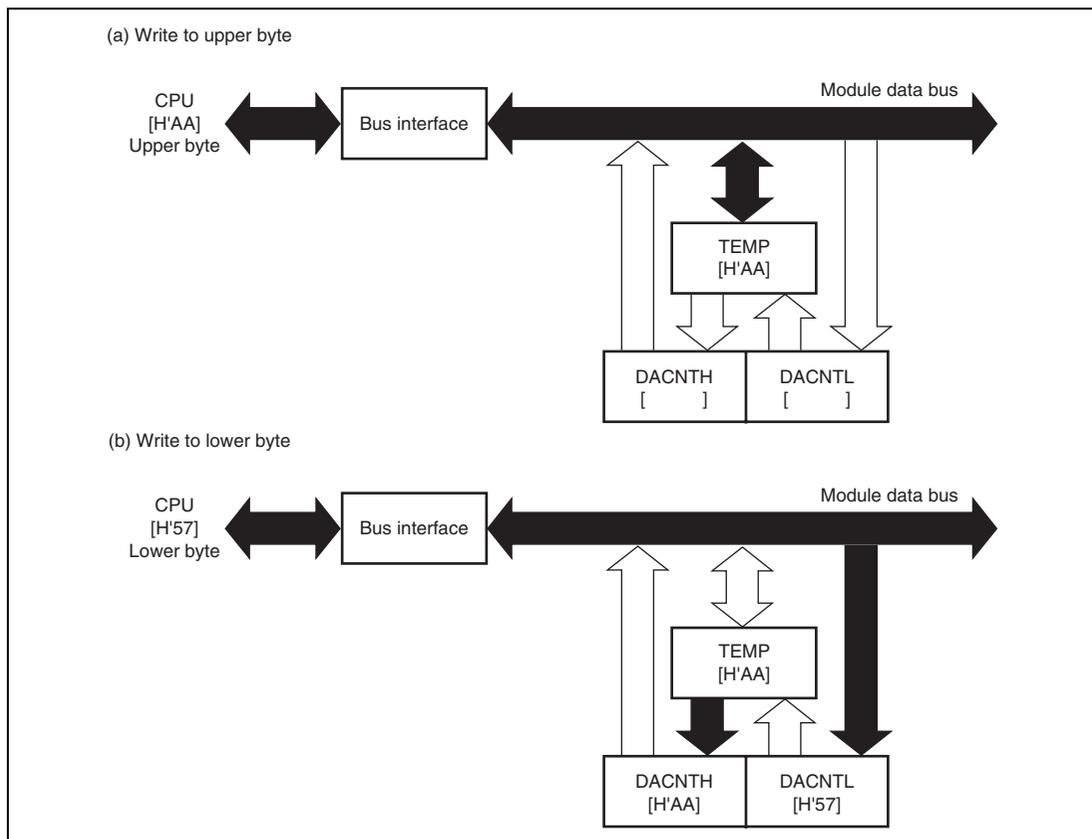 (a) Write to upper byte
CPU
[H'AA]
Upper byte
Bus interface
Module data bus
TEMP
[H'AA]
DACNTH
[ ]
DACNTL
[ ]
(b) Write to lower byte
CPU
[H'57]
Lower byte
Bus interface
Module data bus
TEMP
[H'AA]
DACNTH
[H'AA]
DACNTL
[H'57]